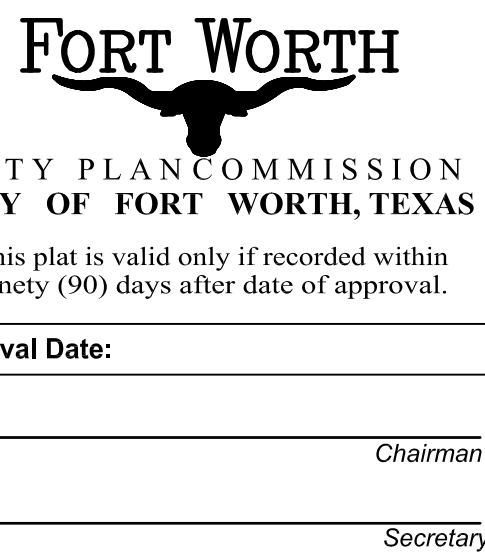 FORT WORTH
TY PLANCOMMISSION
Y OF FORT WORTH, TEXAS
his plat is valid only if recorded within
nety (90) days after date of approval.
val Date:
Chairman
Secretary